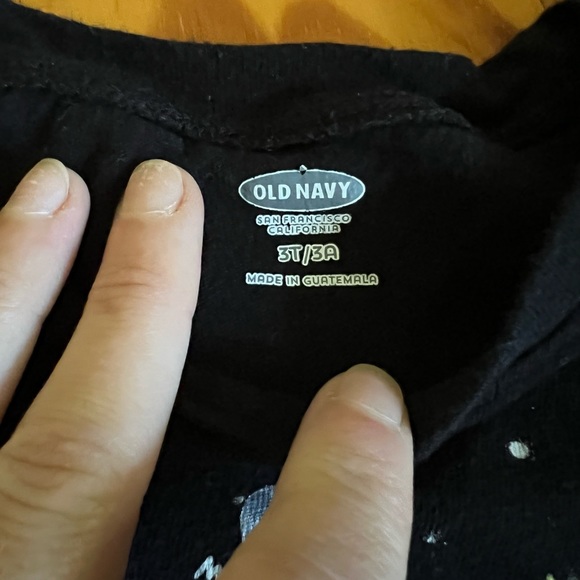 OLD NAVY
SAN FRANCISCO
CALIFORNIA
3T/3A
MADE IN GUATEMALA